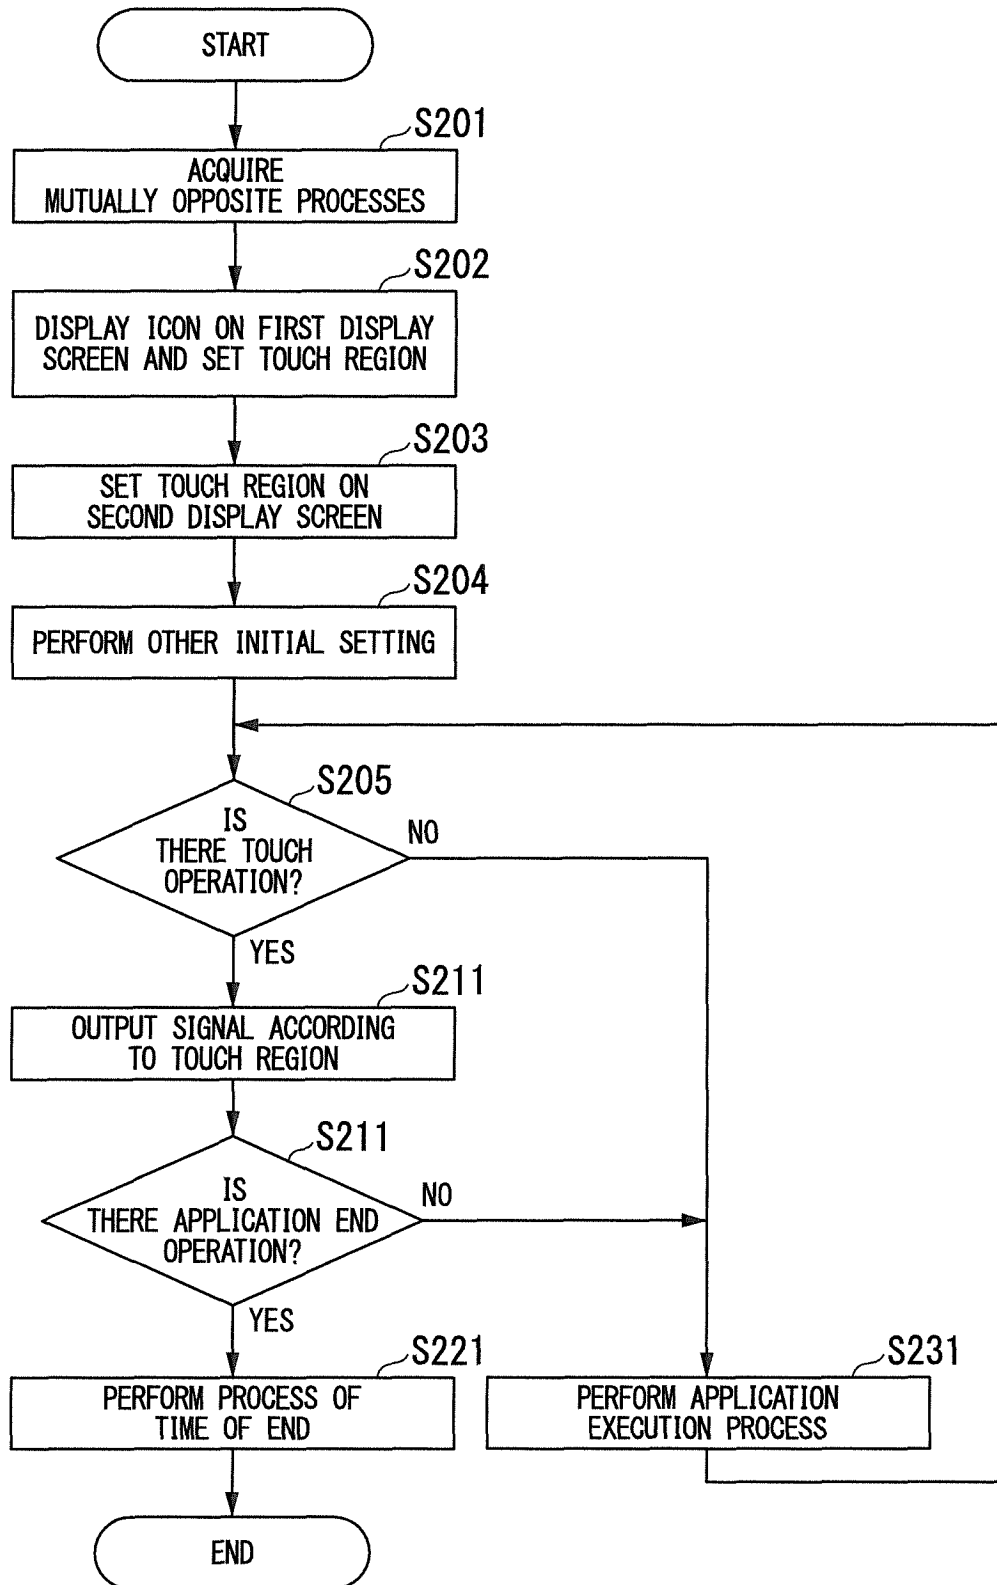 START
S201
ACQUIRE
MUTUALLY OPPOSITE PROCESSES
S202
DISPLAY ICON ON FIRST DISPLAY
SCREEN AND SET TOUCH REGION
S203
SET TOUCH REGION ON
SECOND DISPLAY SCREEN
S204
PERFORM OTHER INITIAL SETTING
S205
IS
THERE TOUCH
OPERATION?
NO
YES
S211
OUTPUT SIGNAL ACCORDING
TO TOUCH REGION
S211
IS
THERE APPLICATION END
OPERATION?
NO
YES
S221
PERFORM PROCESS OF
TIME OF END
S231
PERFORM APPLICATION
EXECUTION PROCESS
END